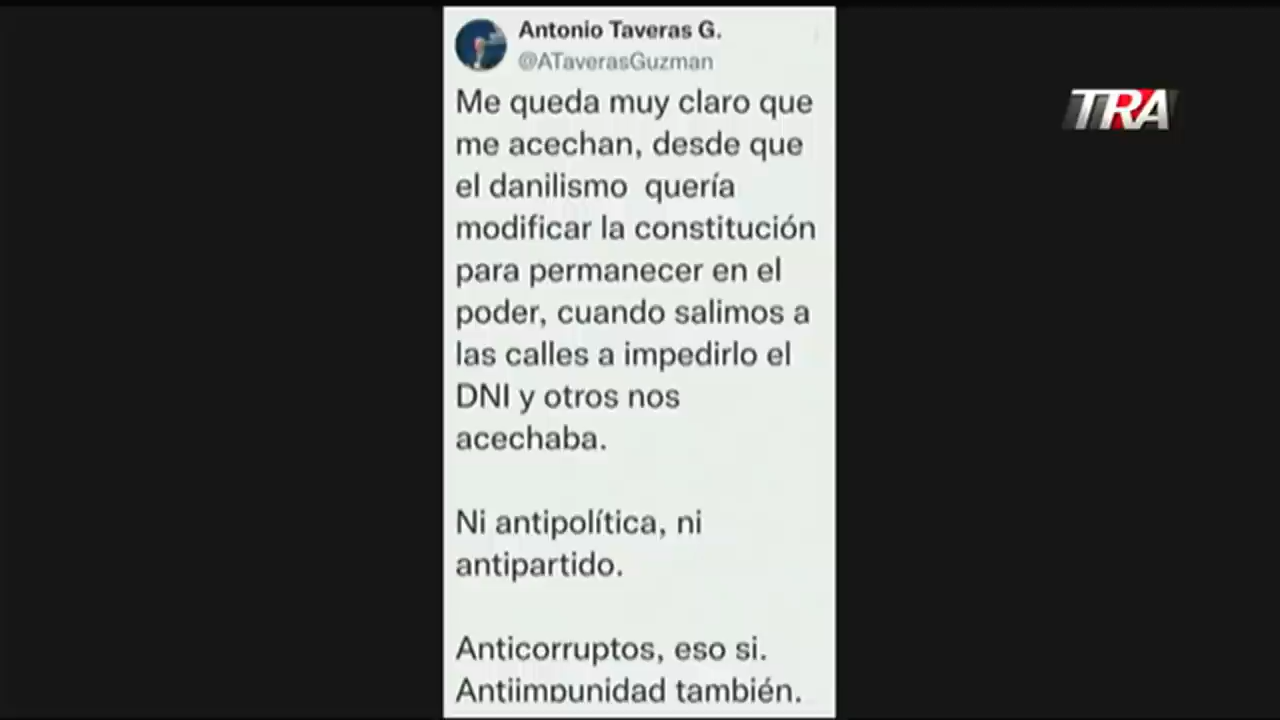 Antonio Taveras G.
@ATaverasGuzman
TRA
Me queda muy claro que
me acechan, desde que
el danilismo quería
modificar la constitución
para permanecer en el
poder, cuando salimos a
las calles a impedirlo el
DNI y otros nos
acechaba.
Ni antipolítica, ni
antipartido.
Anticorruptos, eso si.
Antiimpunidad también.